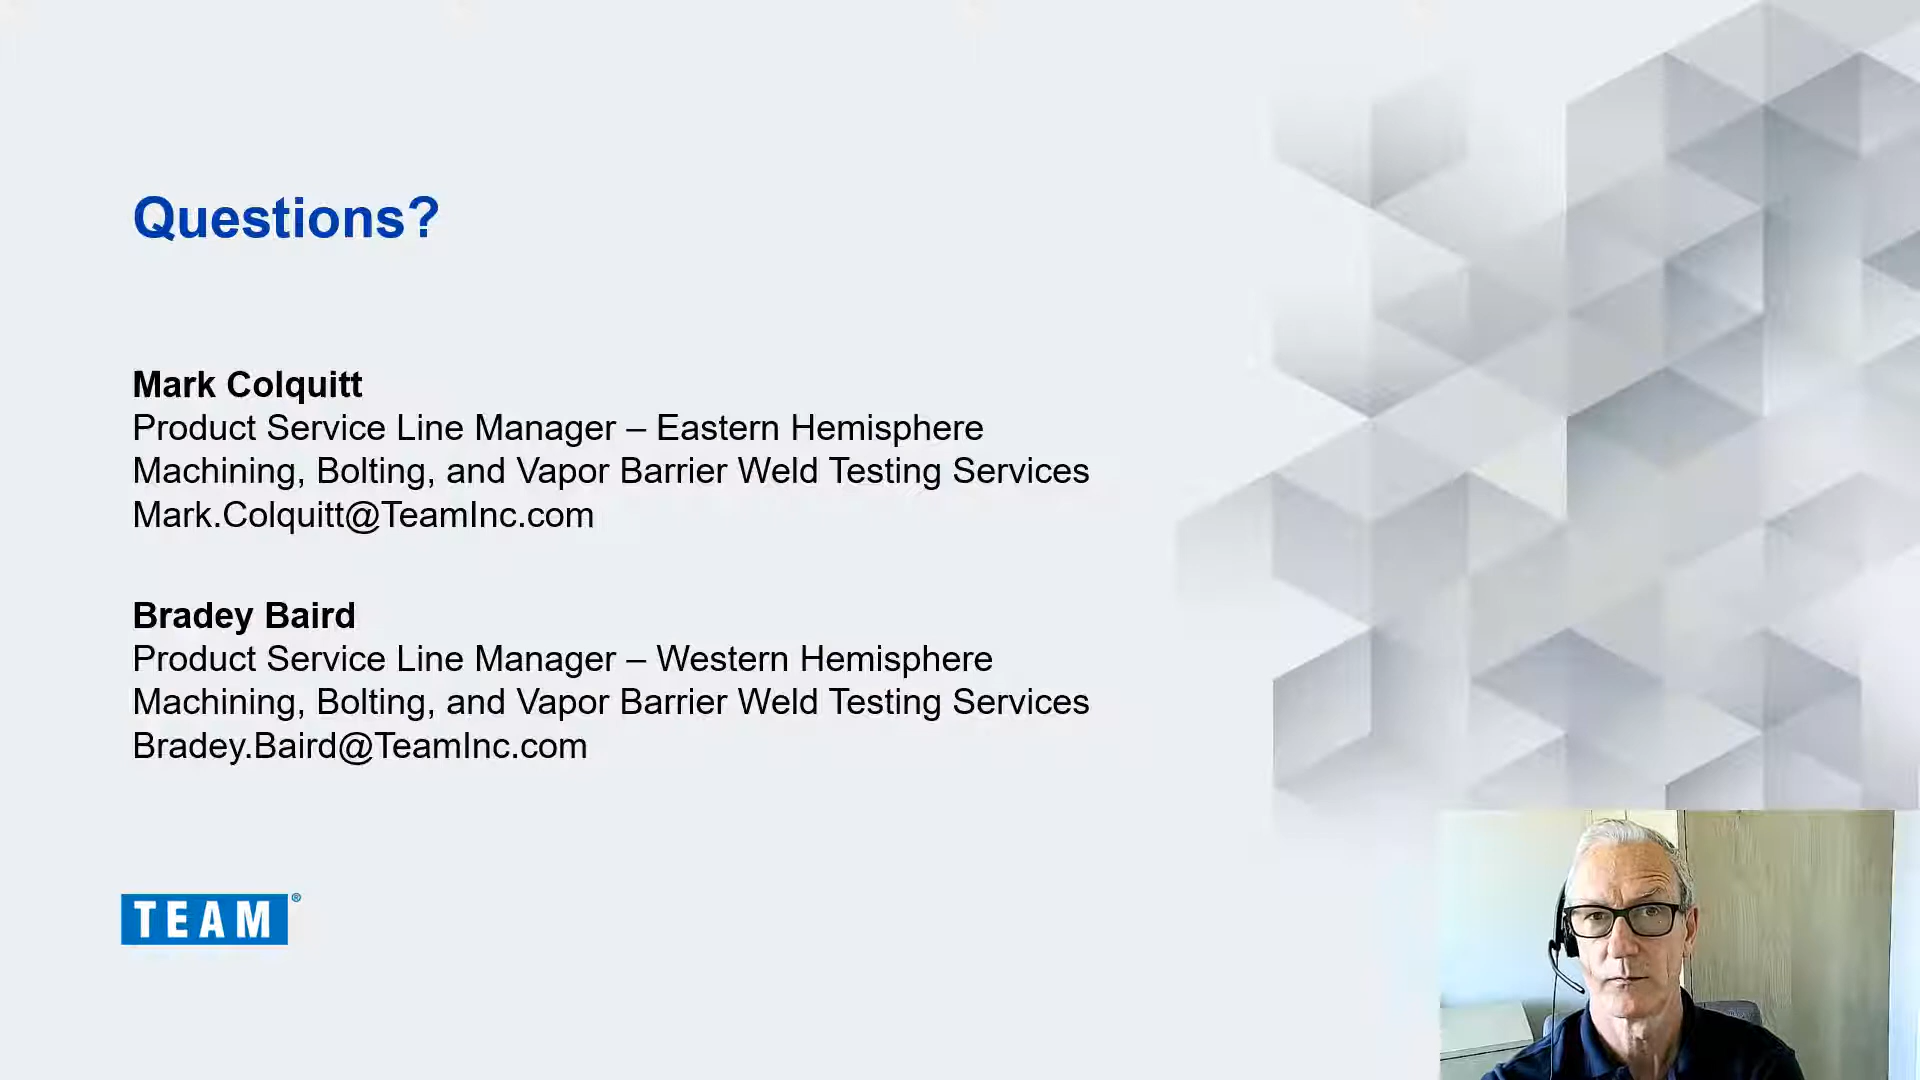 Questions?
Mark Colquitt
Product Service Line Manager – Eastern Hemisphere
Machining, Bolting, and Vapor Barrier Weld Testing Services
Mark.Colquitt@TeamInc.com
Bradey Baird
Product Service Line Manager – Western Hemisphere
Machining, Bolting, and Vapor Barrier Weld Testing Services
Bradey.Baird@TeamInc.com
TEAM®